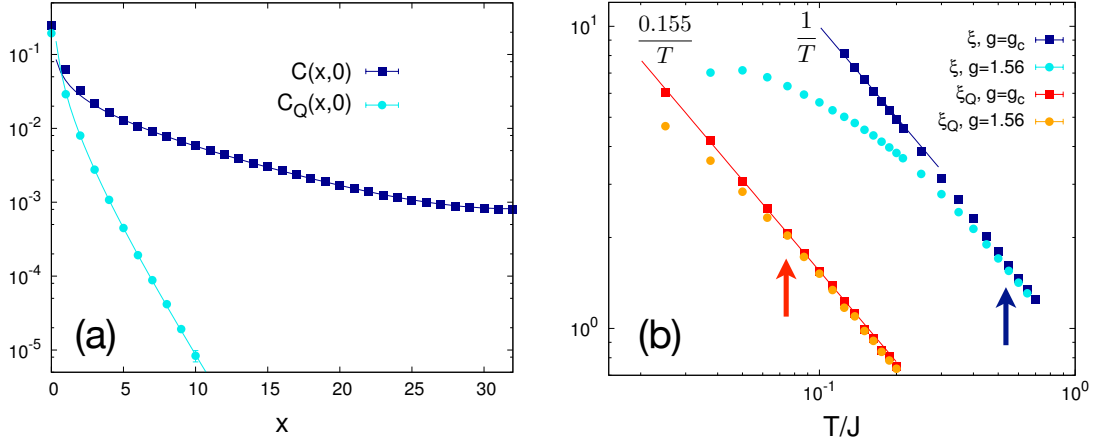 10⁻¹
10⁻²
10⁻³
10⁻⁴
10⁻⁵
0 5 10 15 20 25 30
x
C(x,0)
C_Q(x,0)
(a)
10¹
10⁰
10⁻¹ 10⁰
T/J
0.155/T
1/T
ξ, g=g_c
ξ, g=1.56
ξ_Q, g=g_c
ξ_Q, g=1.56
(b)